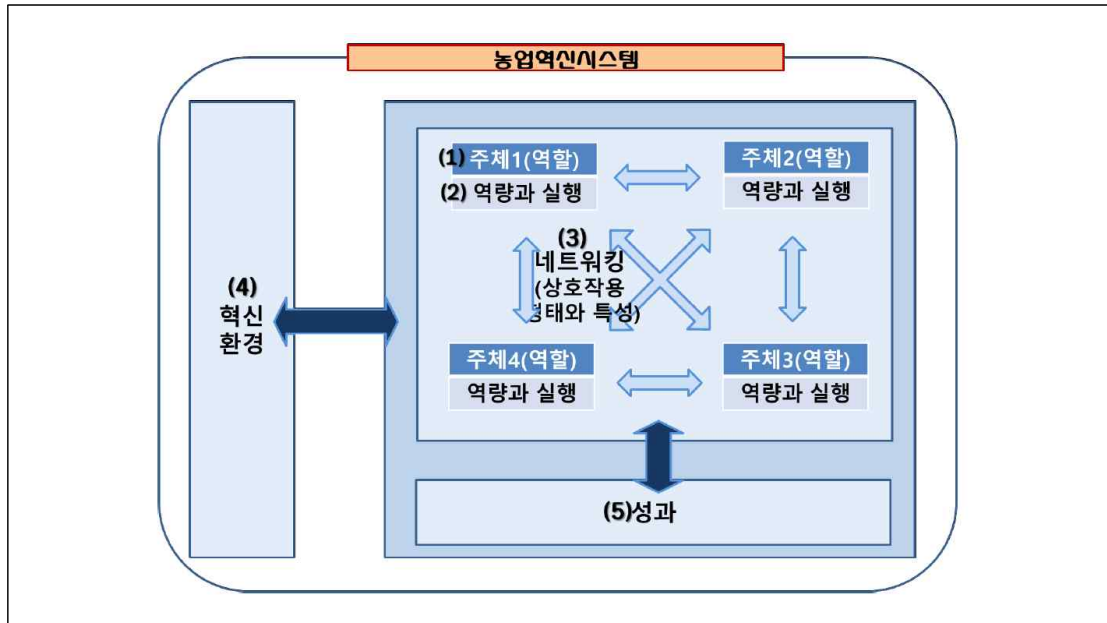 농업혁신시스템
(1) 주체1(역할)
(2) 역량과 실행
주체2(역할)
역량과 실행
(3)
네트워킹
(상호작용
형태와 특성)
(4)
혁신
환경
주체4(역할)
역량과 실행
주체3(역할)
역량과 실행
(5)성과